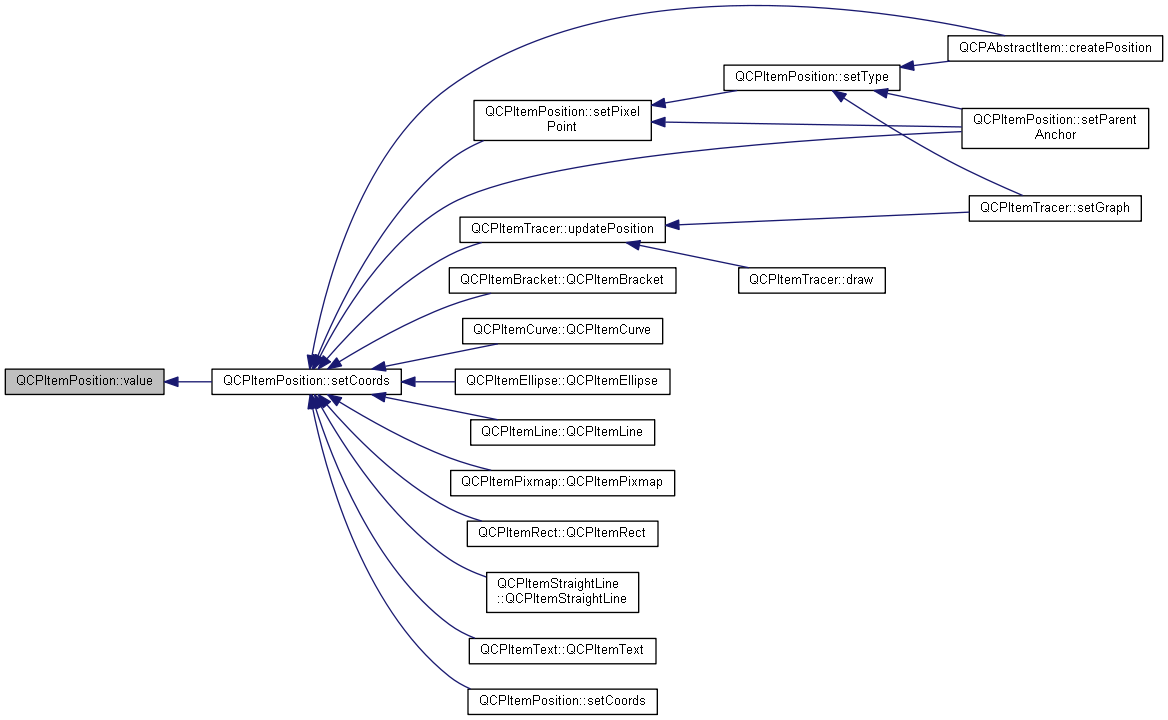 QCPAbstractItem::createPosition
QCPItemPosition::setType
QCPItemPosition::setPixel
Point
QCPItemPosition::setParent
Anchor
QCPItemTracer::setGraph
QCPItemTracer::updatePosition
QCPItemTracer::draw
QCPItemBracket::QCPItemBracket
QCPItemCurve::QCPItemCurve
QCPItemPosition::value
QCPItemPosition::setCoords
QCPItemEllipse::QCPItemEllipse
QCPItemLine::QCPItemLine
QCPItemPixmap::QCPItemPixmap
QCPItemRect::QCPItemRect
QCPItemStraightLine
::QCPItemStraightLine
QCPItemText::QCPItemText
QCPItemPosition::setCoords